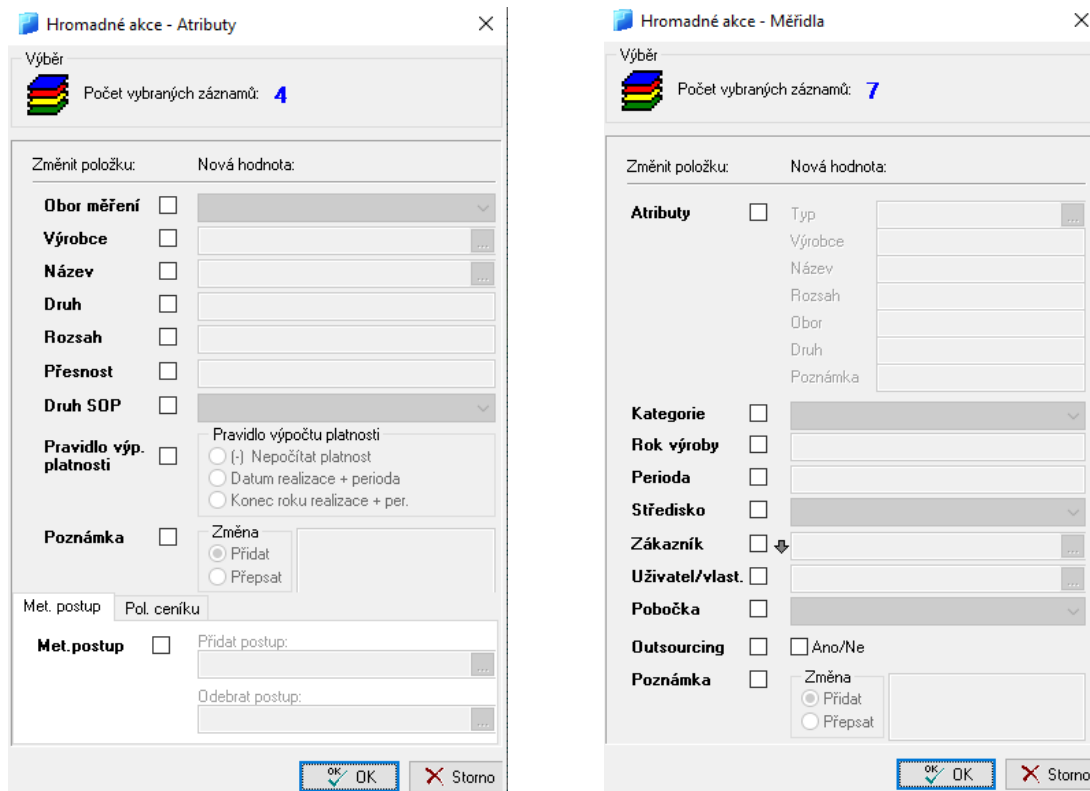 Hromadné akce - Atributy
Výběr
Počet vybraných záznamů: 4
Změnit položku: Nová hodnota:
Obor měření
Výrobce
...
Název
...
Druh
Rozsah
Přesnost
Druh SOP
Pravidlo výp.
platnosti
Pravidlo výpočtu platnosti
(-) Nepočítat platnost
Datum realizace + perioda
Konec roku realizace + per.
Poznámka
Změna
Přidat
Přepsat
Met. postup Pol. ceníku
Met.postup
Přidat postup:
...
Odebrat postup:
...
OK OK Storno
Hromadné akce - Měřidla
Výběr
Počet vybraných záznamů: 7
Změnit položku: Nová hodnota:
Atributy
Typ ...
Výrobce
Název
Rozsah
Obor
Druh
Poznámka
Kategorie
Rok výroby
Perioda
Středisko
Zákazník ...
Uživatel/vlast. ...
Pobočka
Outsourcing Ano/Ne
Poznámka
Změna
Přidat
Přepsat
OK OK Storno